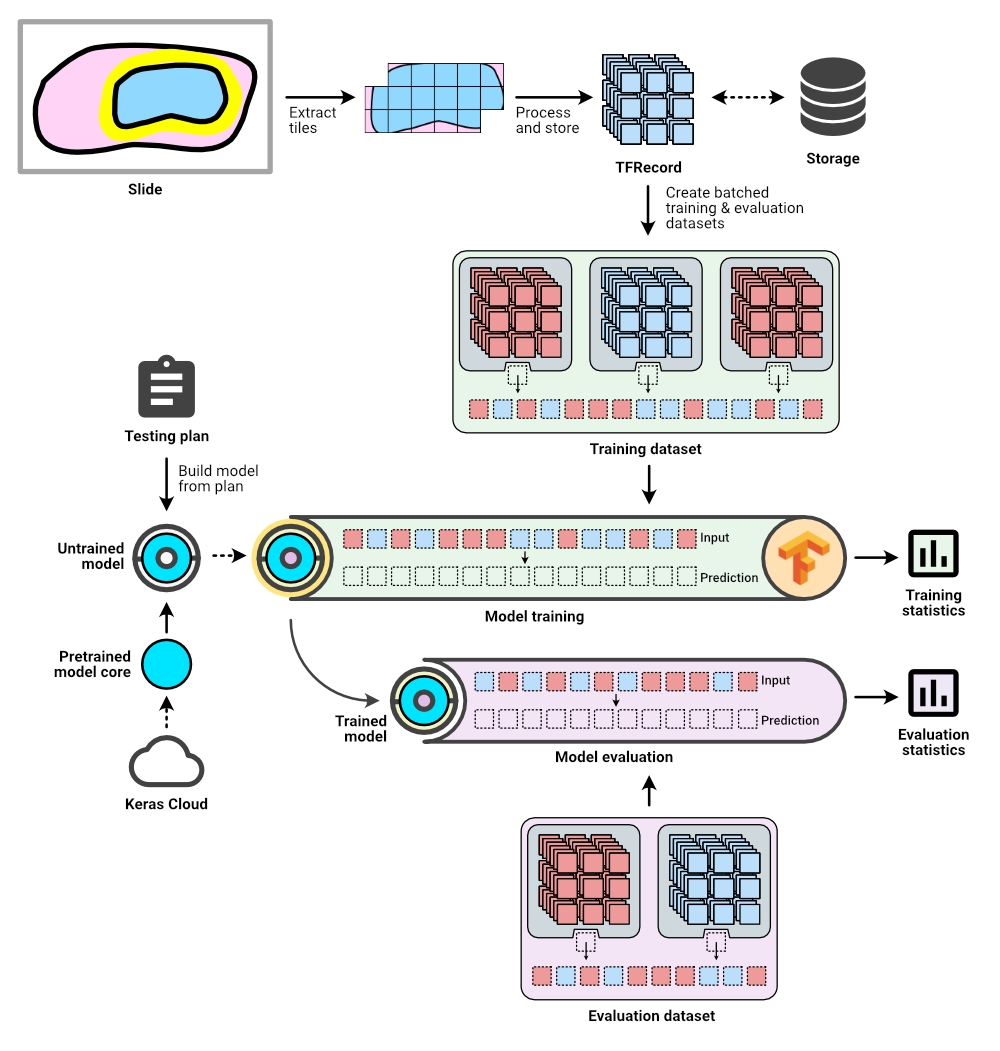 Extract
tiles
Process
and store
TFRecord
Storage
Slide
Create batched
training & evaluation
datasets
Training dataset
Testing plan
Build model
from plan
Untrained
model
Input
Prediction
Model training
Training
statistics
Pretrained
model core
Trained
model
Input
Prediction
Model evaluation
Evaluation
statistics
Keras Cloud
Evaluation dataset